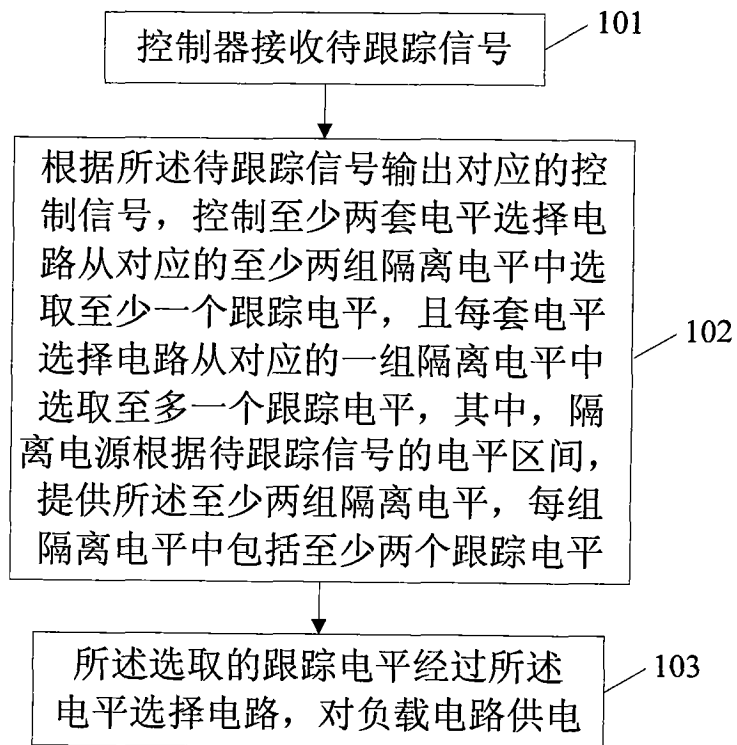 控制器接收待跟踪信号
101
根据所述待跟踪信号输出对应的控
制信号，控制至少两套电平选择电
路从对应的至少两组隔离电平中选
取至少一个跟踪电平，且每套电平
选择电路从对应的一组隔离电平中
选取至多一个跟踪电平，其中，隔
离电源根据待跟踪信号的电平区间，
提供所述至少两组隔离电平，每组
隔离电平中包括至少两个跟踪电平
102
所述选取的跟踪电平经过所述
电平选择电路，对负载电路供电
103